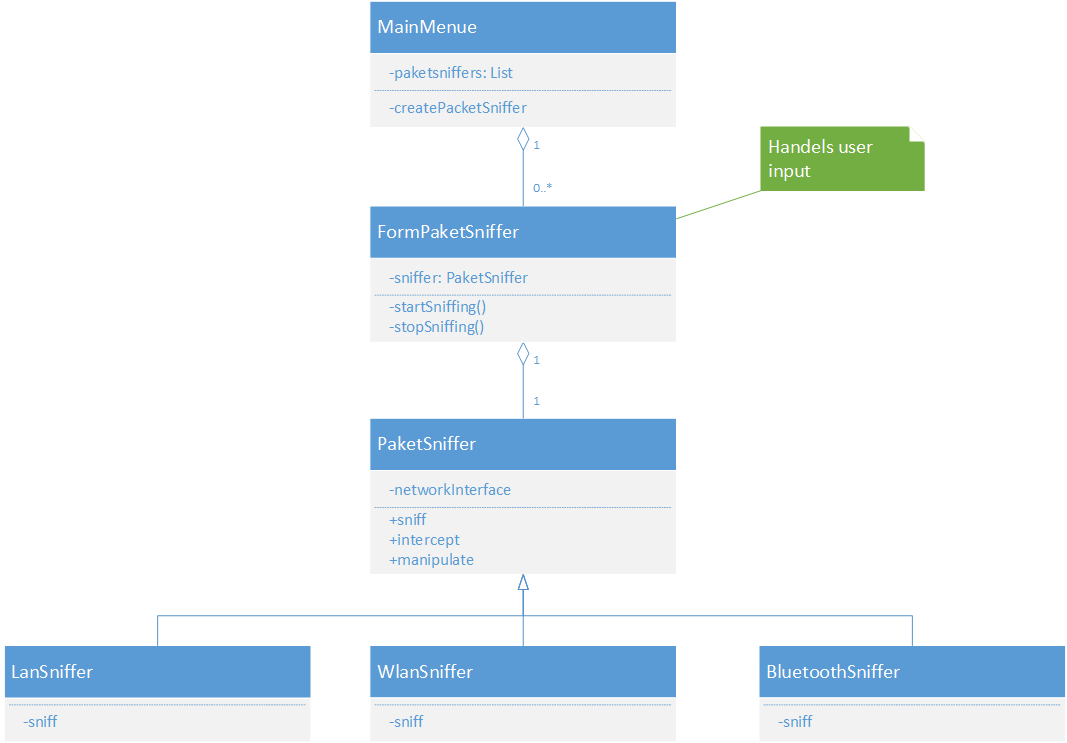 MainMenue
-paketsniffers: List
-createPacketSniffer
1
0..*
Handels user
input
FormPaketSniffer
-sniffer: PaketSniffer
-startSniffing()
-stopSniffing()
1
1
PaketSniffer
-networkInterface
+sniff
+intercept
+manipulate
LanSniffer
-sniff
WlanSniffer
-sniff
BluetoothSniffer
-sniff